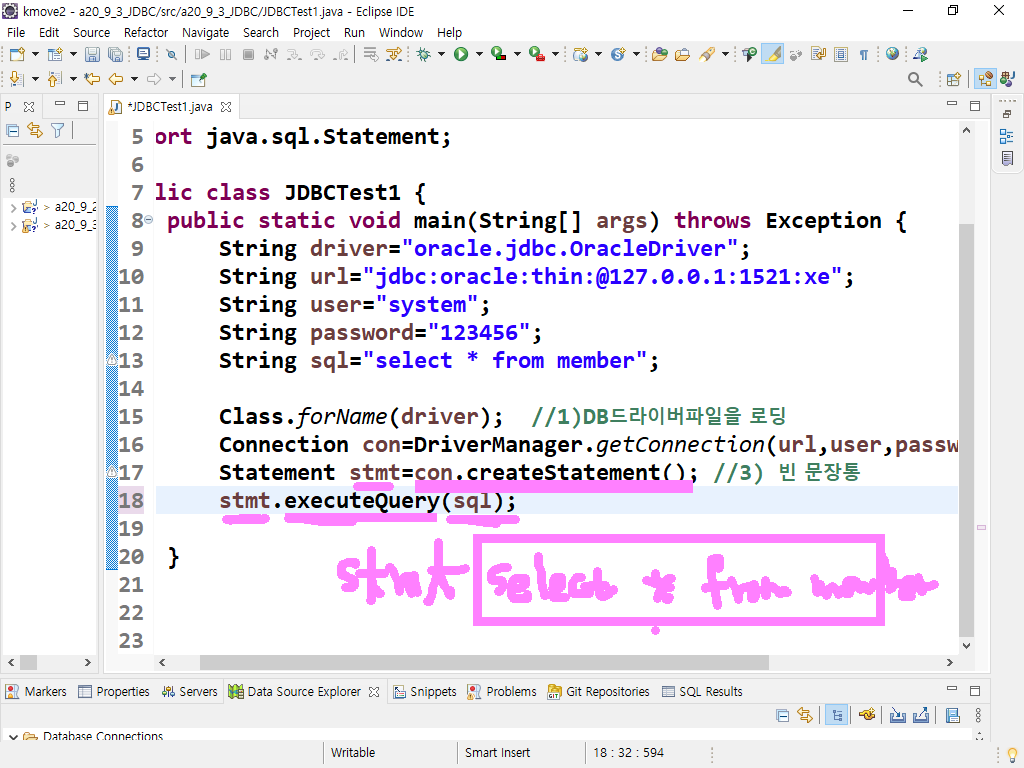 kmove2 - a20_9_3_JDBC/src/a20_9_3_JDBC/JDBCTest1.java - Eclipse IDE
File Edit Source Refactor Navigate Search Project Run Window Help
P
*JDBCTest1.java
5 ort java.sql.Statement;
6
7 lic class JDBCTest1 {
8 public static void main(String[] args) throws Exception {
9 String driver="oracle.jdbc.OracleDriver";
10 String url="jdbc:oracle:thin:@127.0.0.1:1521:xe";
11 String user="system";
12 String password="123456";
13 String sql="select * from member";
14
15 Class.forName(driver); //1)DB드라이버파일을 로딩
16 Connection con=DriverManager.getConnection(url,user,passw
17 Statement stmt=con.createStatement(); //3) 빈 문장통
18 stmt.executeQuery(sql);
19
20 }
21
22
23
> a20_9_2
> a20_9_3
stmt select * from member
Markers Properties Servers Data Source Explorer Snippets Problems Git Repositories SQL Results
Database Connections
Writable Smart Insert 18 : 32 : 594